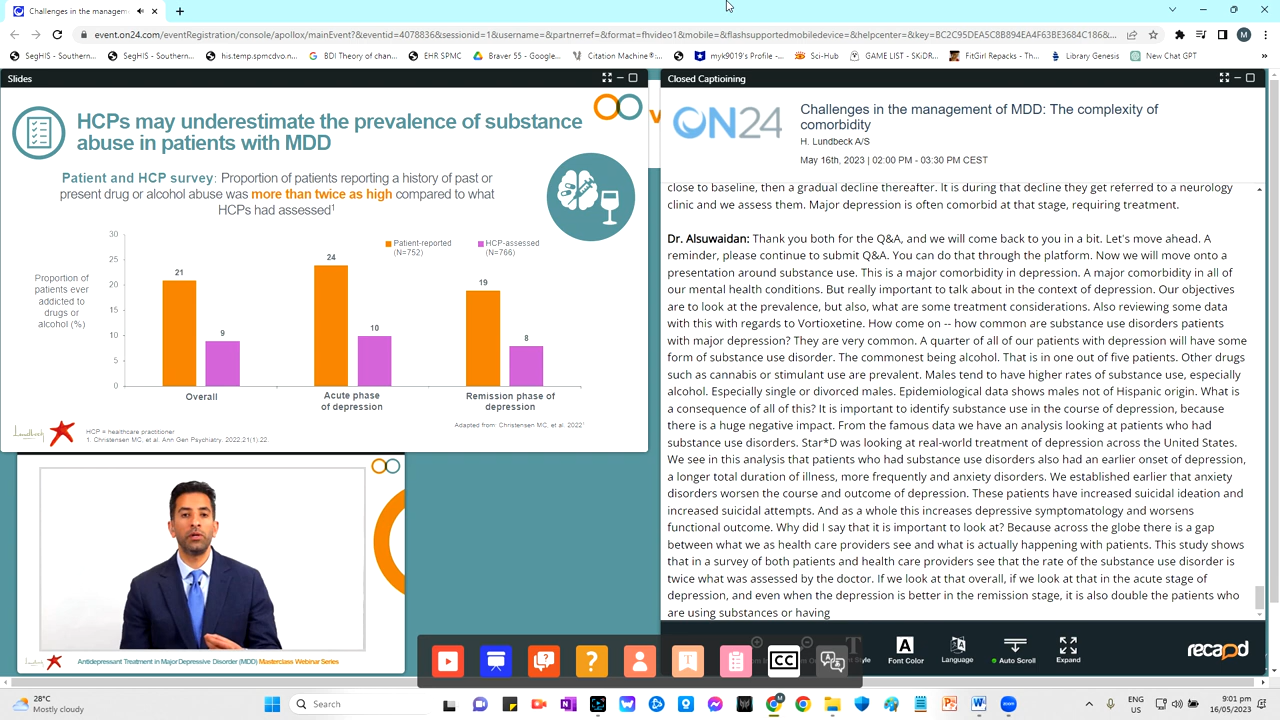 Challenges in the managemen
event.on24.com/eventRegistration/console/apollox/mainEvent?&eventid=4078836&sessionid=1&username=&partnerref=&format=fhvideo1&mobile=&flashsupportedmobiledevice=&helpcenter=&key=BC2C95DEA5C8B894EA4F63BE3684C186&...
M
SegHIS - Southern...
SegHIS - Southern...
his.temp.spmcdvo.n...
BDI Theory of chan...
EHR SPMC
Braver 55 - Google...
Citation Machine®:...
myk9019's Profile -...
Sci-Hub
GAME LIST - SKiDR...
FitGirl Repacks - Th...
Library Genesis
New Chat GPT
Slides
Closed Captioining
HCPs may underestimate the prevalence of substance
abuse in patients with MDD
Patient and HCP survey: Proportion of patients reporting a history of past or
present drug or alcohol abuse was more than twice as high compared to what
HCPs had assessed1
Proportion of
patients ever
addicted to
drugs or
alcohol (%)
30
25
20
15
10
5
0
Patient-reported
(N=752)
HCP-assessed
(N=766)
21
9
24
10
19
8
Overall
Acute phase
of depression
Remission phase of
depression
Lundbeck
HCP = healthcare practitioner
1. Christensen MC, et al. Ann Gen Psychiatry. 2022;21(1):22.
Adapted from: Christensen MC, et al. 20221
Antidepressant Treatment in Major Depressive Disorder (MDD) Masterclass Webinar Series
ON24
Challenges in the management of MDD: The complexity of
comorbidity
H. Lundbeck A/S
May 16th, 2023 | 02:00 PM - 03:30 PM CEST
close to baseline, then a gradual decline thereafter. It is during that decline they get referred to a neurology
clinic and we assess them. Major depression is often comorbid at that stage, requiring treatment.
Dr. Alsuwaidan: Thank you both for the Q&A, and we will come back to you in a bit. Let's move ahead. A
reminder, please continue to submit Q&A. You can do that through the platform. Now we will move onto a
presentation around substance use. This is a major comorbidity in depression. A major comorbidity in all of
our mental health conditions. But really important to talk about in the context of depression. Our objectives
are to look at the prevalence, but also, what are some treatment considerations. Also reviewing some data
with this with regards to Vortioxetine. How come on -- how common are substance use disorders patients
with major depression? They are very common. A quarter of all of our patients with depression will have some
form of substance use disorder. The commonest being alcohol. That is in one out of five patients. Other drugs
such as cannabis or stimulant use are prevalent. Males tend to have higher rates of substance use, especially
alcohol. Especially single or divorced males. Epidemiological data shows males not of Hispanic origin. What is
a consequence of all of this? It is important to identify substance use in the course of depression, because
there is a huge negative impact. From the famous data we have an analysis looking at patients who had
substance use disorders. Star*D was looking at real-world treatment of depression across the United States.
We see in this analysis that patients who had substance use disorders also had an earlier onset of depression,
a longer total duration of illness, more frequently and anxiety disorders. We established earlier that anxiety
disorders worsen the course and outcome of depression. These patients have increased suicidal ideation and
increased suicidal attempts. And as a whole this increases depressive symptomatology and worsens
functional outcome. Why did I say that it is important to look at? Because across the globe there is a gap
between what we as health care providers see and what is actually happening with patients. This study shows
that in a survey of both patients and health care providers see that the rate of the substance use disorder is
twice what was assessed by the doctor. If we look at that overall, if we look at that in the acute stage of
depression, and even when the depression is better in the remission stage, it is also double the patients who
are using substances or having
Font Color
Language
Auto Scroll
Expand
recapd
CC
28°C
Mostly cloudy
Search
ENG
US
9:01 pm
16/05/2023